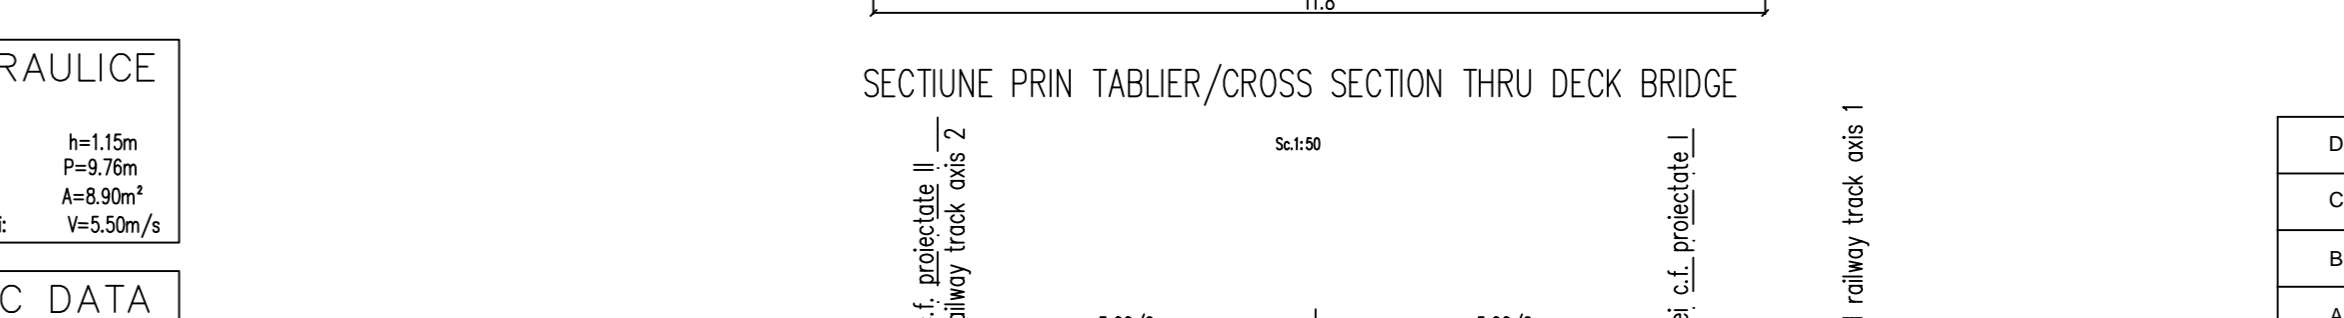 SECTIUNE PRIN TABLIER/CROSS SECTION THRU DECK BRIDGE
Sc.1:50
h=1.15m
P=9.76m
A=8.90m²
V=5.50m/s
C DATA
c.f. proiectate II
railway track axis 2
c.f. proiectate I
railway track axis 1
D
C
B
A